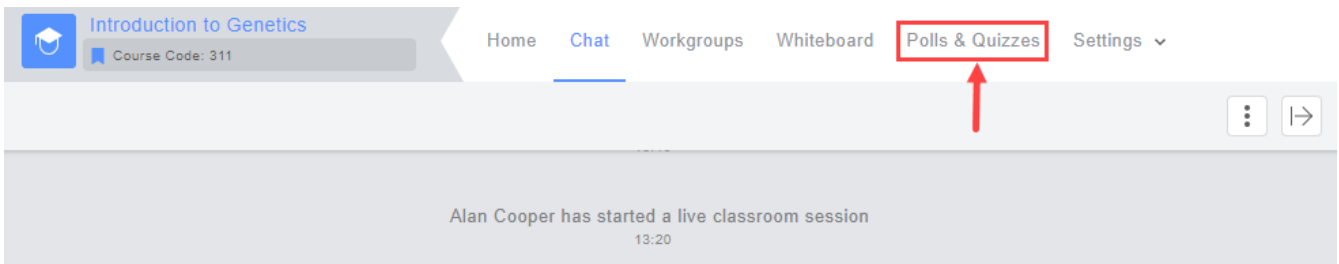 Introduction to Genetics
Course Code: 311
Home Chat Workgroups Whiteboard Polls & Quizzes Settings
Alan Cooper has started a live classroom session
13:20